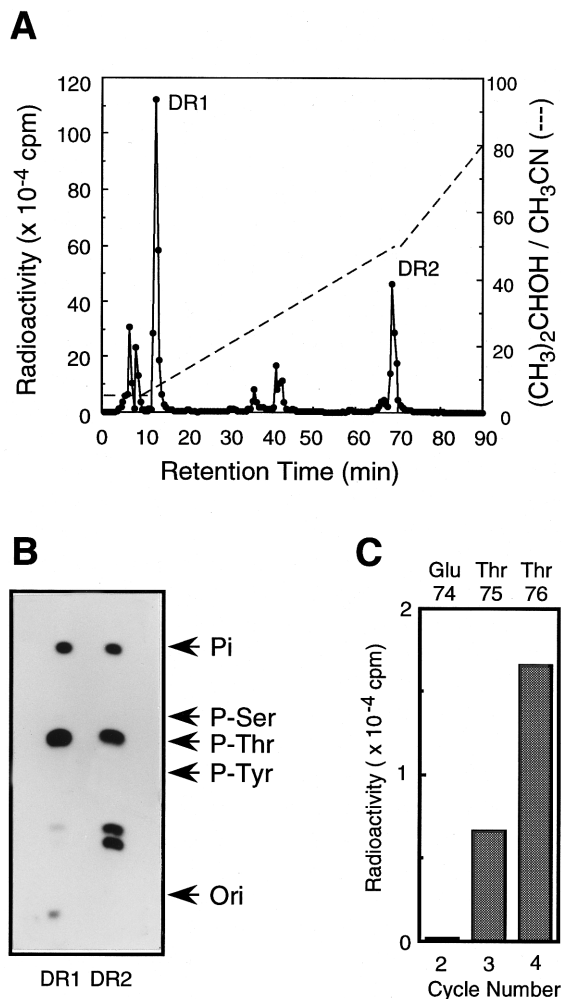 A
Radioactivity (x 10-4 cpm)
120
100
80
60
40
20
0
DR1
DR2
100
80
60
40
20
0
(CH3)2CHOH / CH3CN (---)
0 10 20 30 40 50 60 70 80 90
Retention Time (min)
B
Pi
P-Ser
P-Thr
P-Tyr
Ori
DR1 DR2
C
Glu Thr Thr
74 75 76
Radioactivity ( x 10-4 cpm)
2
1
0
2 3 4
Cycle Number